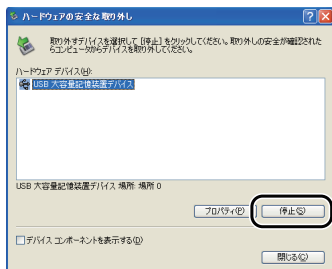 ハードウェアの安全な取り外し
取り外すデバイスを選択して [停止] をクリックしてください。取り外しの安全が確認された
らコンピュータからデバイスを取り外してください。
ハードウェア デバイス(H):
USB 大容量記憶装置デバイス
USB 大容量記憶装置デバイス 場所: 場所 0
プロパティ(P)
停止(S)
デバイス コンポーネントを表示する(D)
閉じる(C)